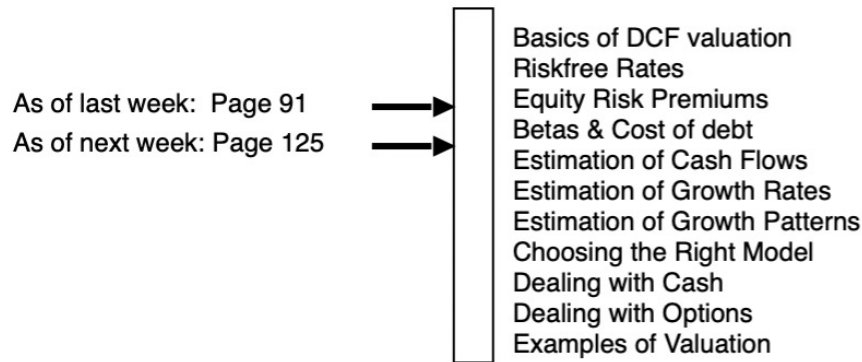 Basics of DCF valuation
Riskfree Rates
As of last week:  Page 91
Equity Risk Premiums
As of next week: Page 125
Betas & Cost of debt
Estimation of Cash Flows
Estimation of Growth Rates
Estimation of Growth Patterns
Choosing the Right Model
Dealing with Cash
Dealing with Options
Examples of Valuation